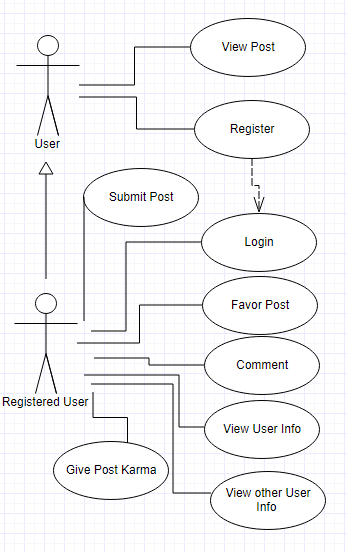 View Post
Register
User
Submit Post
Login
Favor Post
Comment
Registered User
View User Info
Give Post Karma
View other User
Info